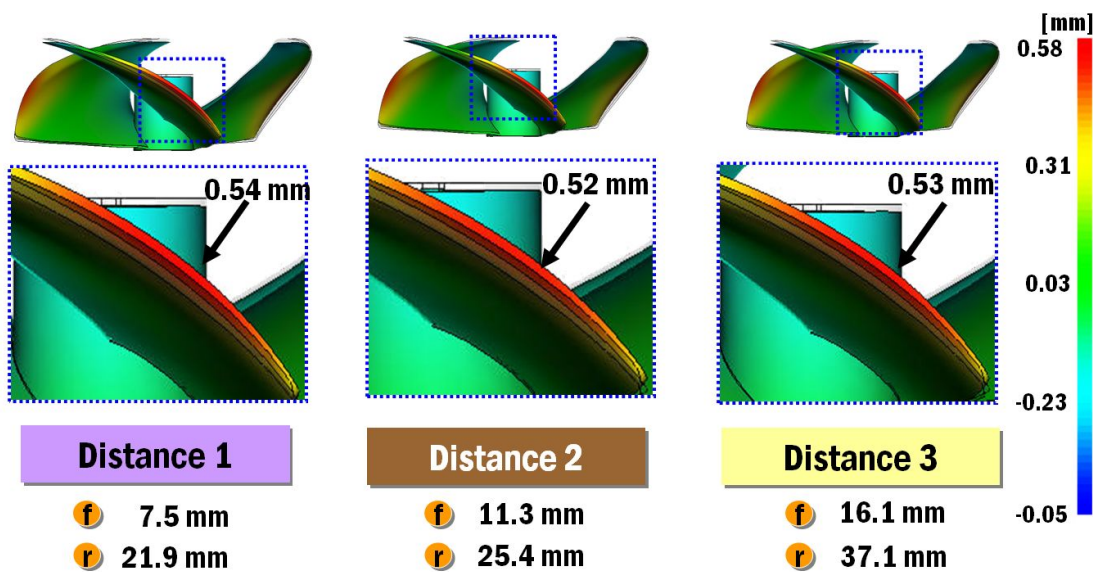 [mm]
0.58
0.31
0.03
-0.23
-0.05
0.54 mm
0.52 mm
0.53 mm
Distance 1
Distance 2
Distance 3
f 7.5 mm
f 11.3 mm
f 16.1 mm
r 21.9 mm
r 25.4 mm
r 37.1 mm